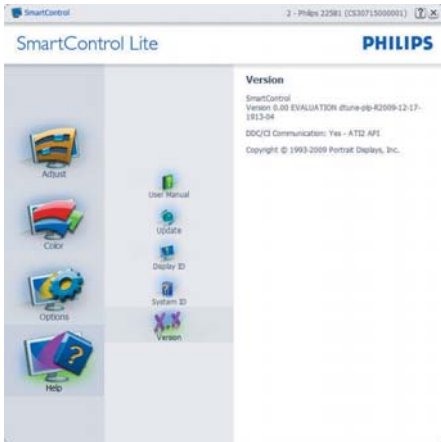 SmartControl
2 - Philips 225B1 (CS30715000001)
SmartControl Lite
PHILIPS
Adjust
Color
Options
Help
User Manual
Update
Display ID
System ID
Version
Version
SmartControl
Version 0.00 EVALUATION dtune-plp-R2009-12-17-
1913-04
DDC/CI Communication: Yes - ATI2 API
Copyright © 1993-2009 Portrait Displays, Inc.